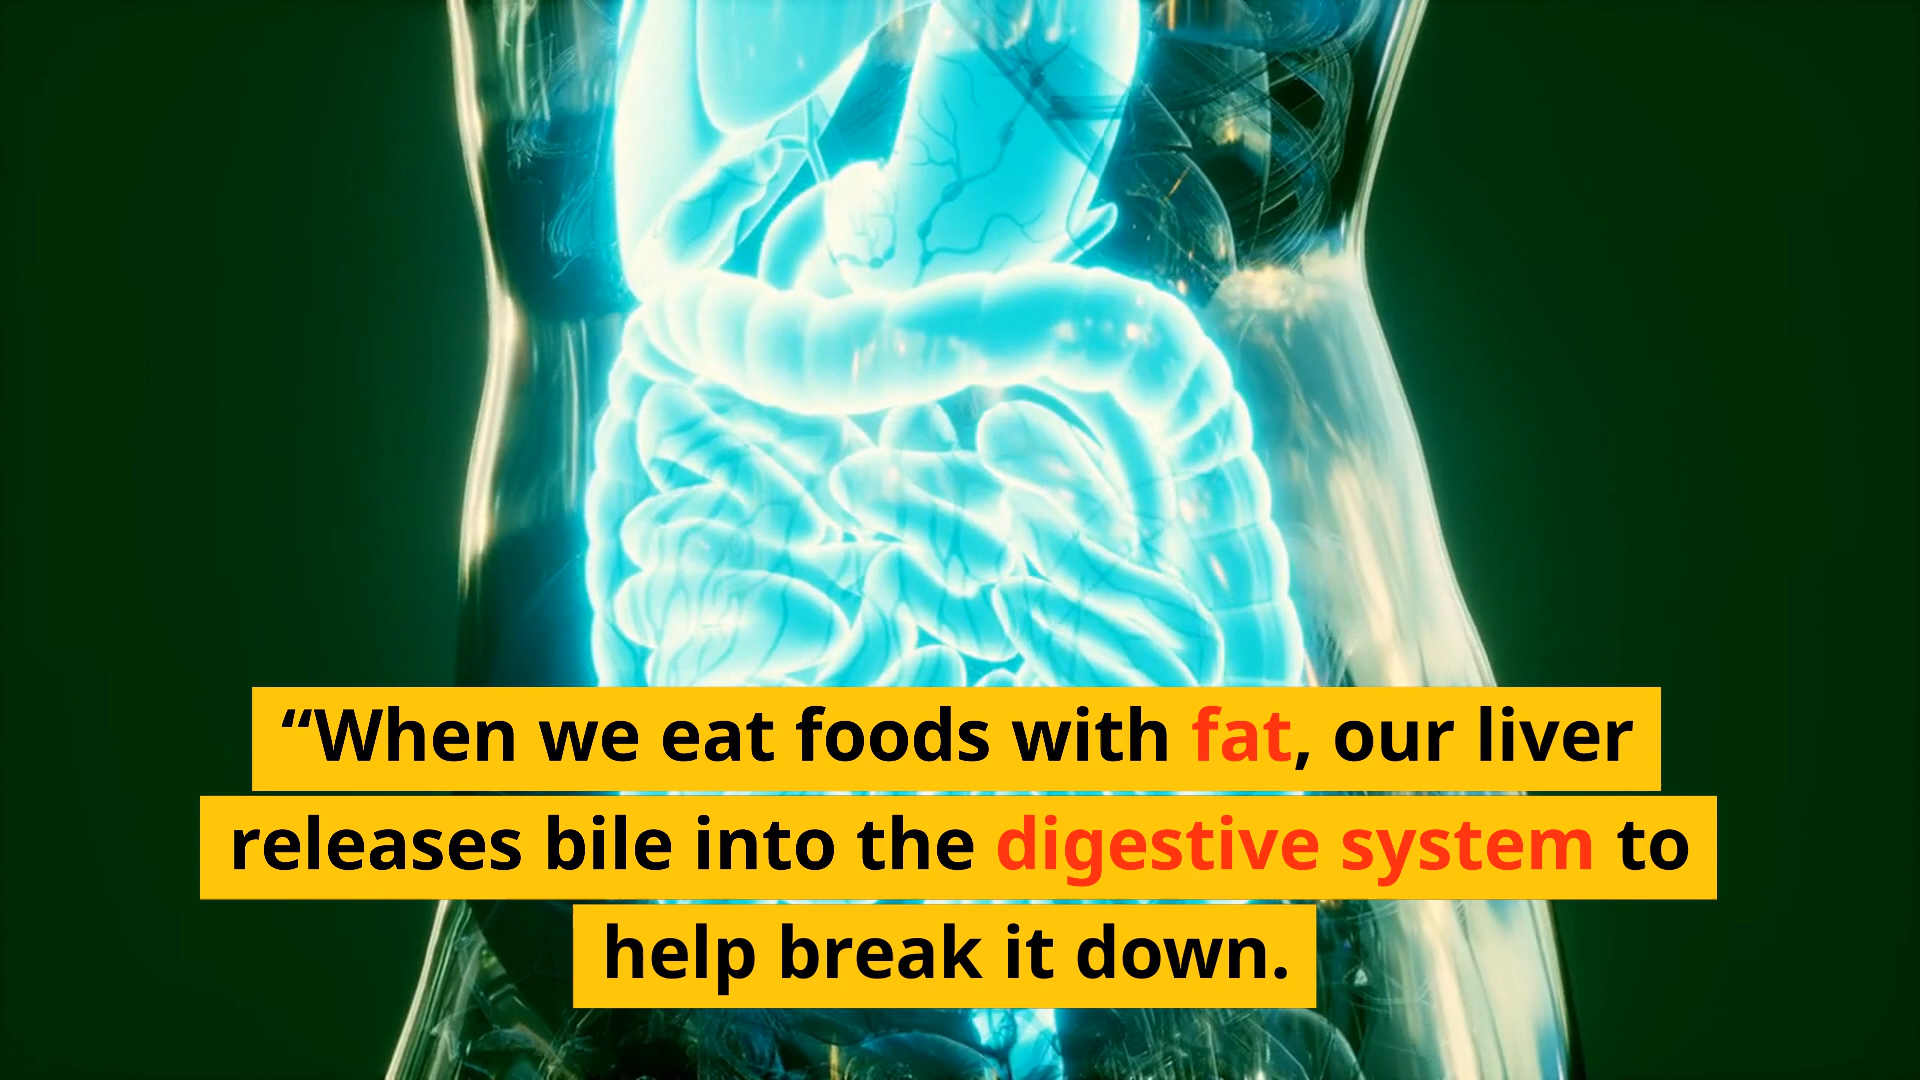 “When we eat foods with fat, our liver
releases bile into the digestive system to
help break it down.